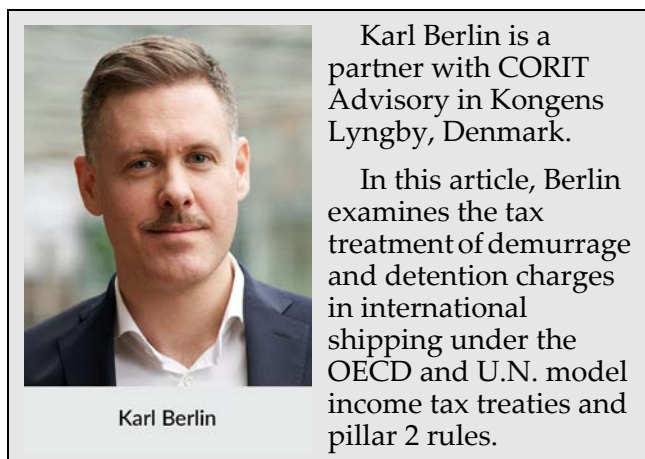 Karl Berlin
Karl Berlin is a
partner with CORIT
Advisory in Kongens
Lyngby, Denmark.
In this article, Berlin
examines the tax
treatment of demurrage
and detention charges
in international
shipping under the
OECD and U.N. model
income tax treaties and
pillar 2 rules.